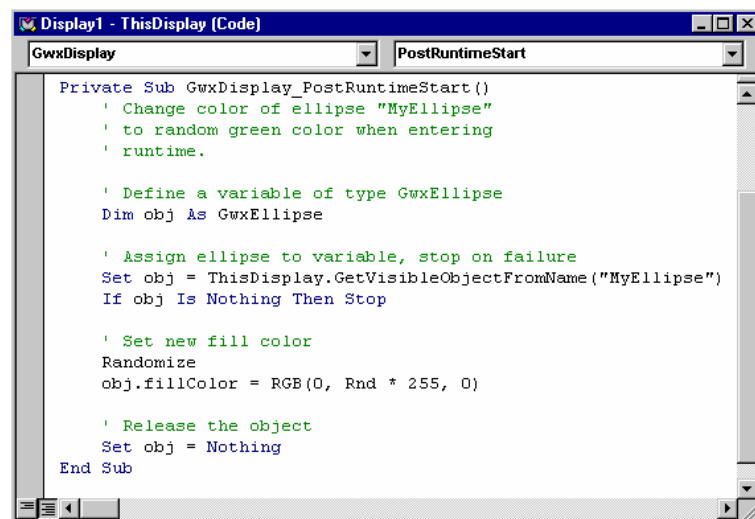 Display1 - ThisDisplay (Code)
GwxDisplay PostRuntimeStart
Private Sub GwxDisplay_PostRuntimeStart()
' Change color of ellipse "MyEllipse"
' to random green color when entering
' runtime.
' Define a variable of type GwxEllipse
Dim obj As GwxEllipse
' Assign ellipse to variable, stop on failure
Set obj = ThisDisplay.GetVisibleObjectFromName("MyEllipse")
If obj Is Nothing Then Stop
' Set new fill color
Randomize
obj.fillColor = RGB(0, Rnd * 255, 0)
' Release the object
Set obj = Nothing
End Sub